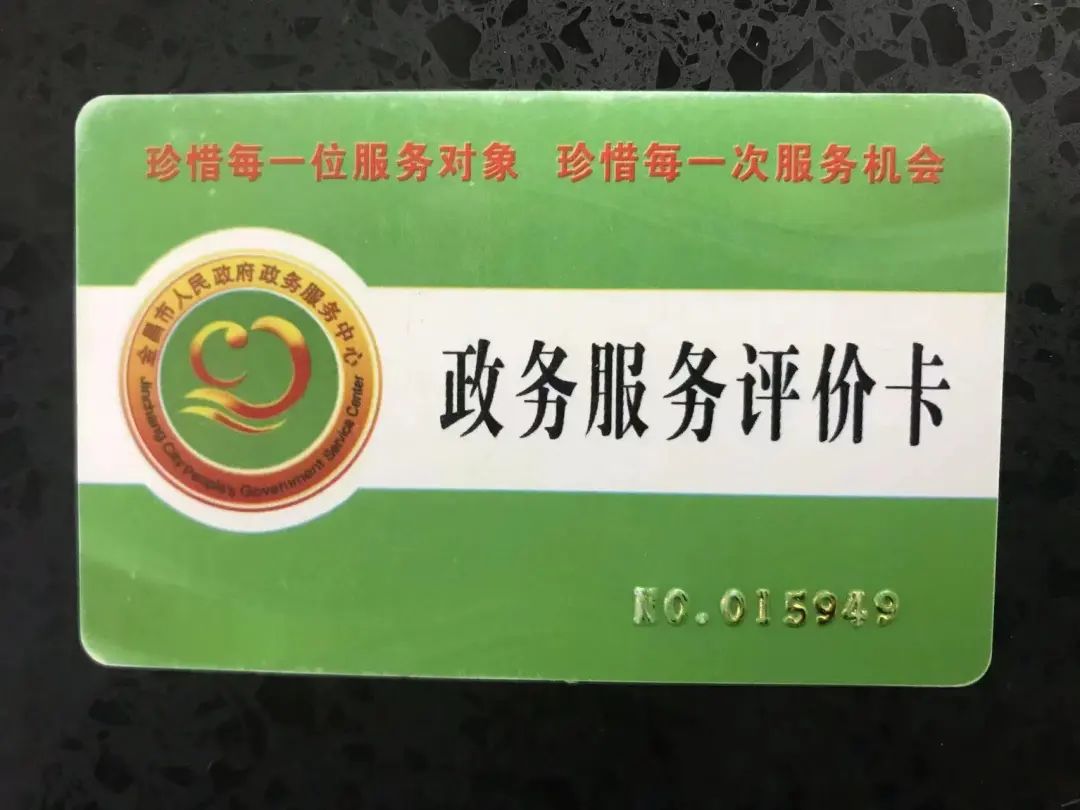 珍惜每一位服务对象 珍惜每一次服务机会
金昌市人民政府政务服务中心
Jinchang City People's Government Service Center
政务服务评价卡
NO.015949